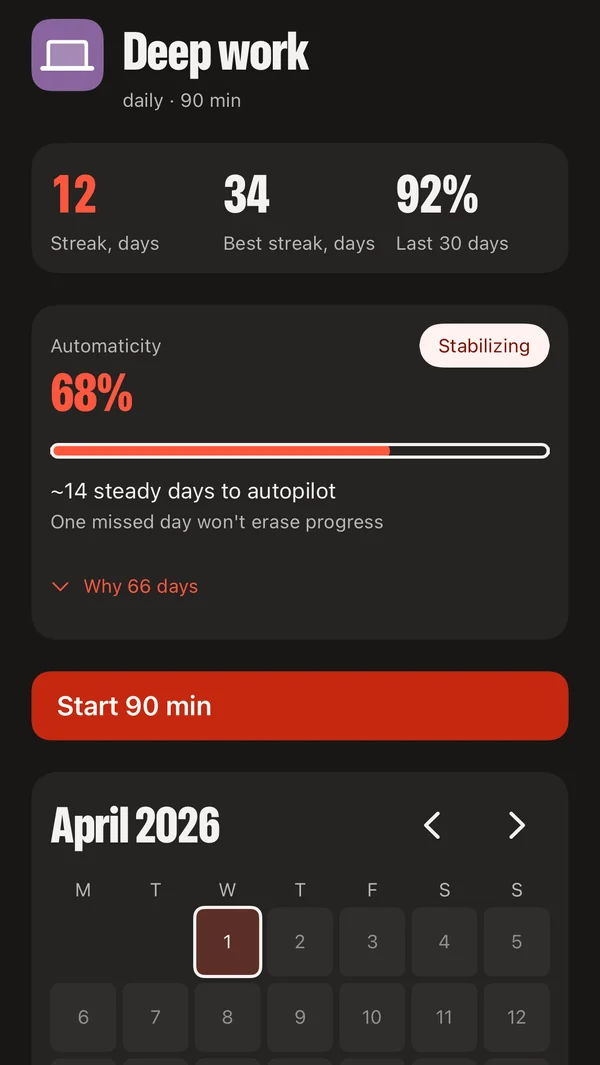 Deep work
daily · 90 min
12 34 92%
Streak, days Best streak, days Last 30 days
Automaticity Stabilizing
68%
~14 steady days to autopilot
One missed day won't erase progress
Why 66 days
Start 90 min
April 2026
M T W T F S S
1 2 3 4 5
6 7 8 9 10 11 12